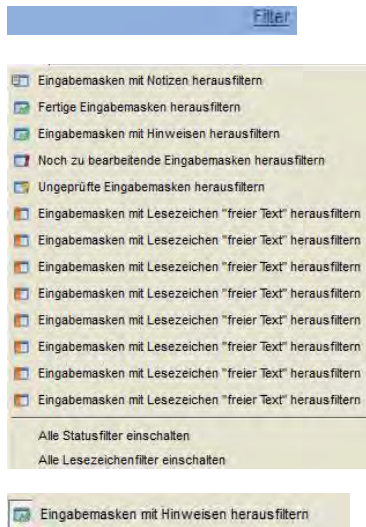 Filter
Eingabemasken mit Notizen herausfiltern
Fertige Eingabemasken herausfiltern
Eingabemasken mit Hinweisen herausfiltern
Noch zu bearbeitende Eingabemasken herausfiltern
Ungeprüfte Eingabemasken herausfiltern
Eingabemasken mit Lesezeichen "freier Text" herausfiltern
Eingabemasken mit Lesezeichen "freier Text" herausfiltern
Eingabemasken mit Lesezeichen "freier Text" herausfiltern
Eingabemasken mit Lesezeichen "freier Text" herausfiltern
Eingabemasken mit Lesezeichen "freier Text" herausfiltern
Eingabemasken mit Lesezeichen "freier Text" herausfiltern
Eingabemasken mit Lesezeichen "freier Text" herausfiltern
Eingabemasken mit Lesezeichen "freier Text" herausfiltern
Alle Statusfilter einschalten
Alle Lesezeichenfilter einschalten
Eingabemasken mit Hinweisen herausfiltern